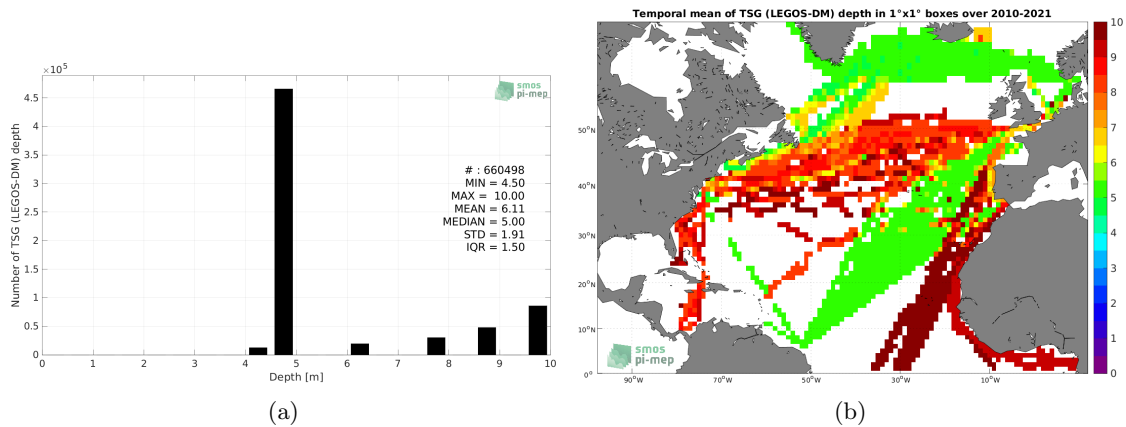 ×10⁵
4.5
4
3.5
3
2.5
2
1.5
1
0.5
0
Number of TSG (LEGOS-DM) depth
smos
pi-mep
# : 660498
MIN = 4.50
MAX = 10.00
MEAN = 6.11
MEDIAN = 5.00
STD = 1.91
IQR = 1.50
0 1 2 3 4 5 6 7 8 9 10
Depth [m]
(a)
Temporal mean of TSG (LEGOS-DM) depth in 1°x1° boxes over 2010-2021
50°N
40°N
30°N
20°N
10°N
0°
90°W 70°W 50°W 30°W 10°W
smos
pi-mep
10
9
8
7
6
5
4
3
2
1
0
(b)